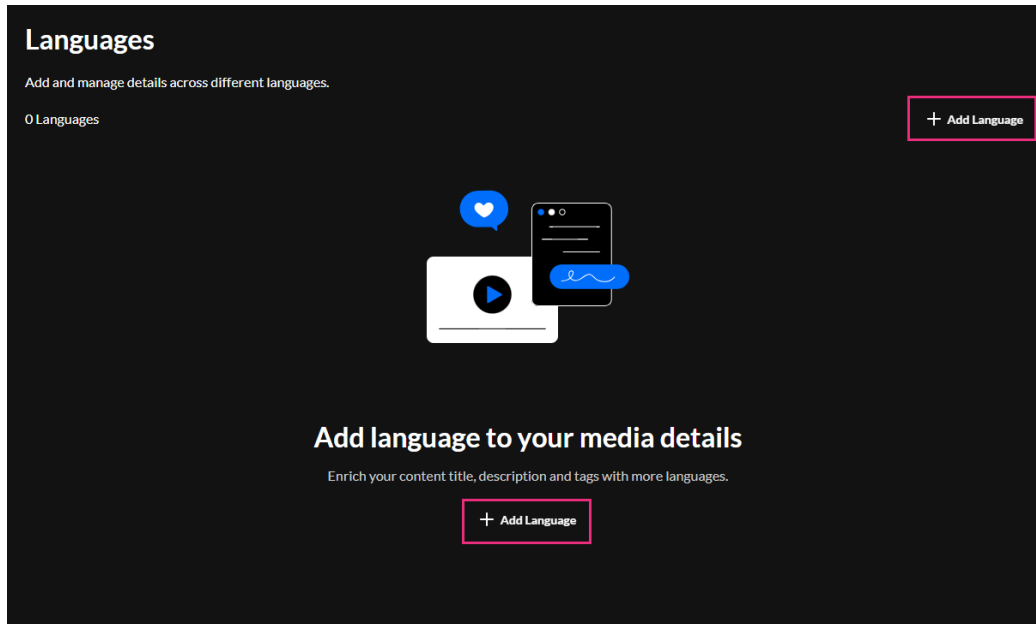 Languages
Add and manage details across different languages.
0 Languages
+ Add Language
Add language to your media details
Enrich your content title, description and tags with more languages.
+ Add Language